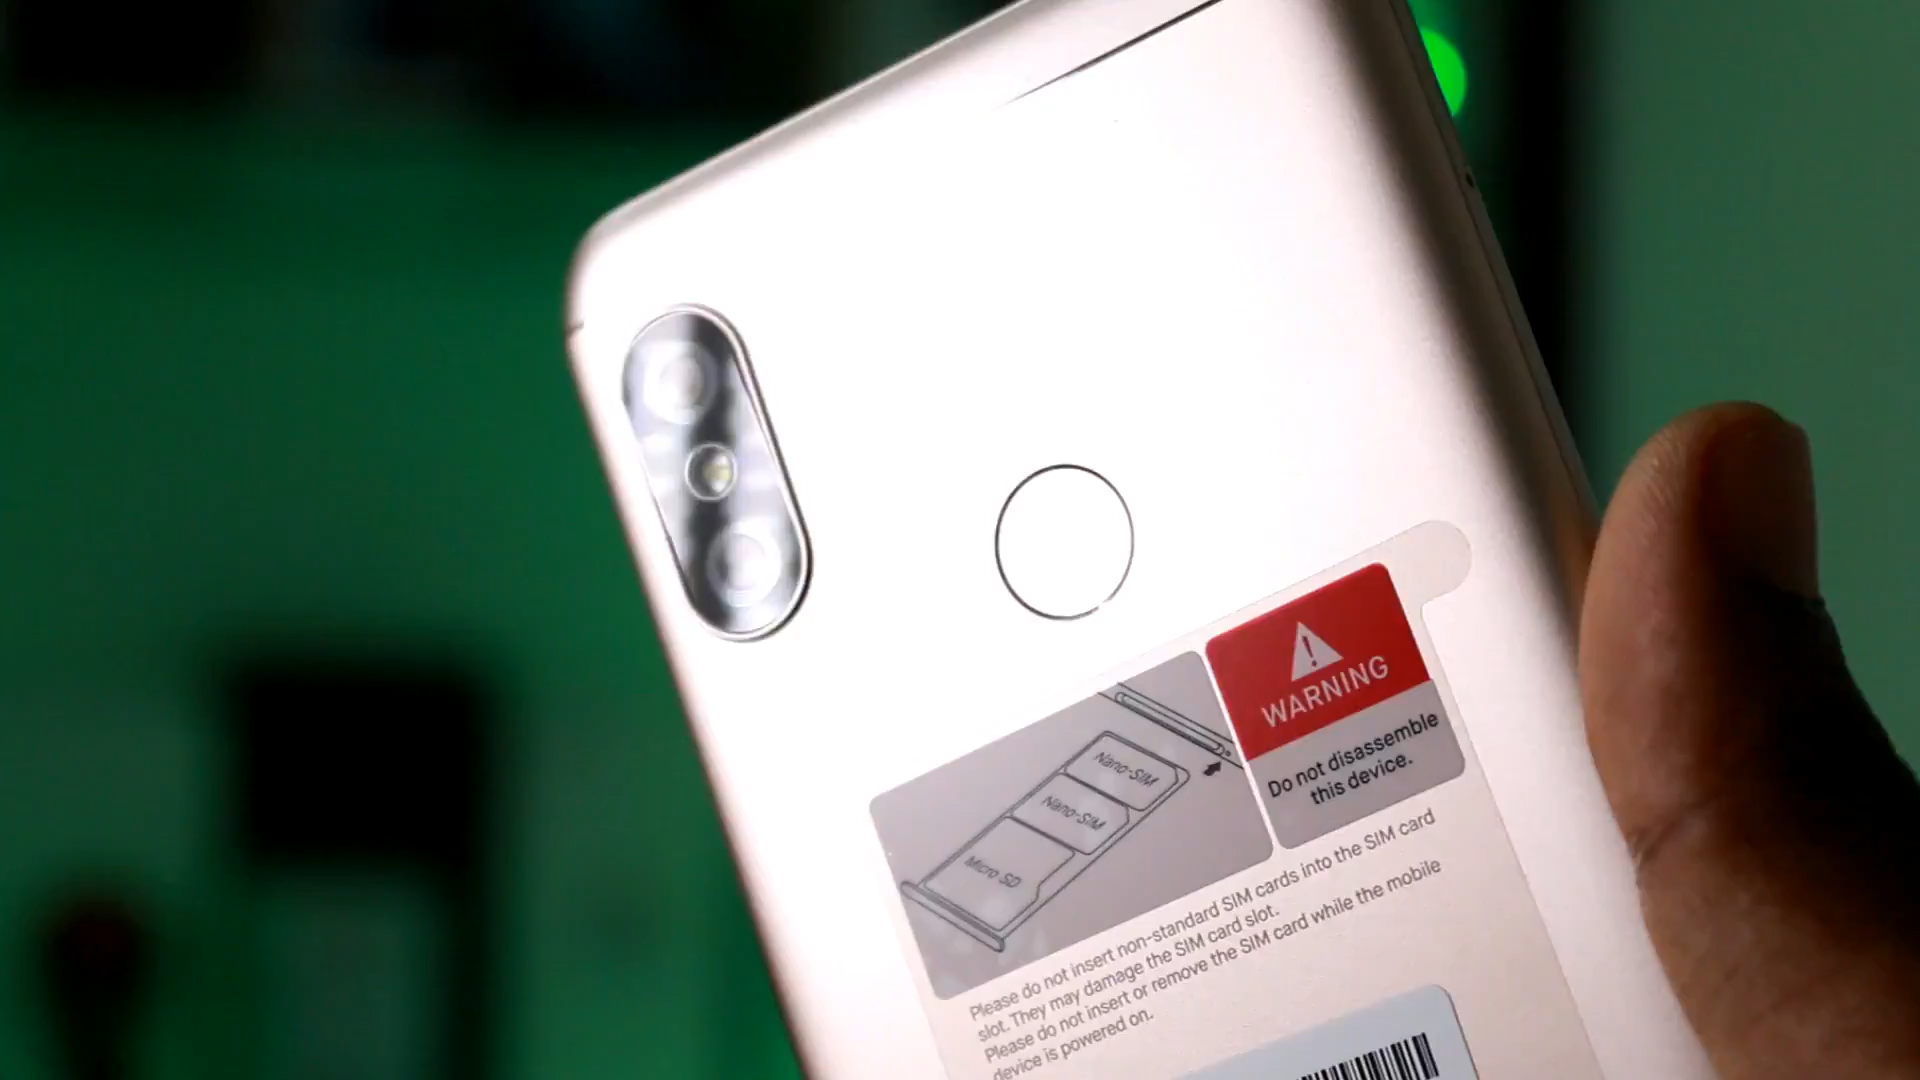 WARNING
Do not disassemble
this device.
Nano-SIM
Nano-SIM
Micro SD
Please do not insert non-standard SIM cards into the SIM card
slot. They may damage the SIM card slot.
Please do not insert or remove the SIM card while the mobile
device is powered on.